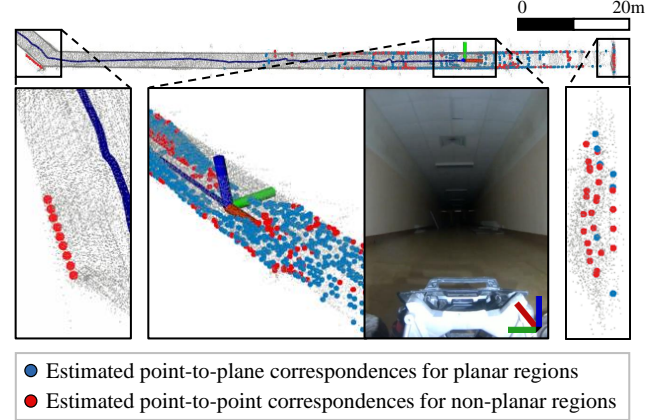 0 20m
Estimated point-to-plane correspondences for planar regions
Estimated point-to-point correspondences for non-planar regions